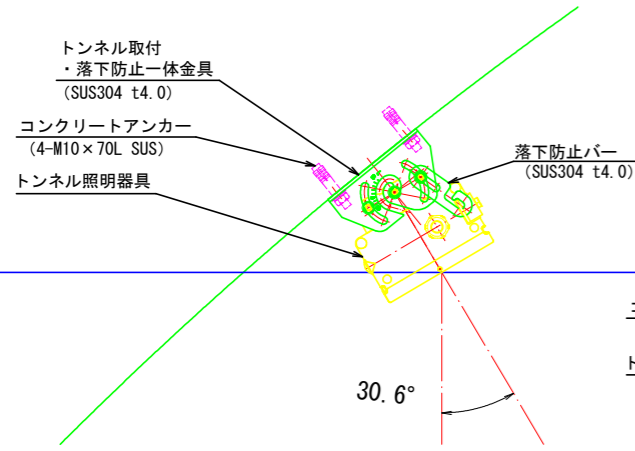 トンネル取付
・落下防止一体金具
(SUS304 t4.0)
コンクリートアンカー
(4-M10×70L SUS)
トンネル照明器具
落下防止バー
(SUS304 t4.0)
30.6°